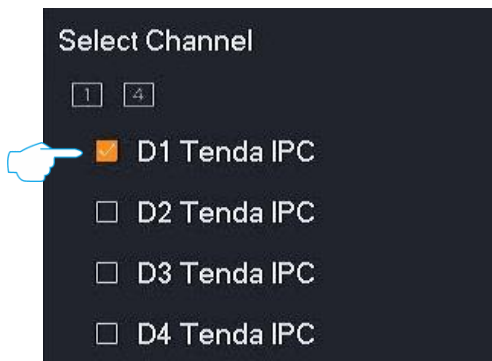 Select Channel
1 4
D1 Tenda IPC
D2 Tenda IPC
D3 Tenda IPC
D4 Tenda IPC